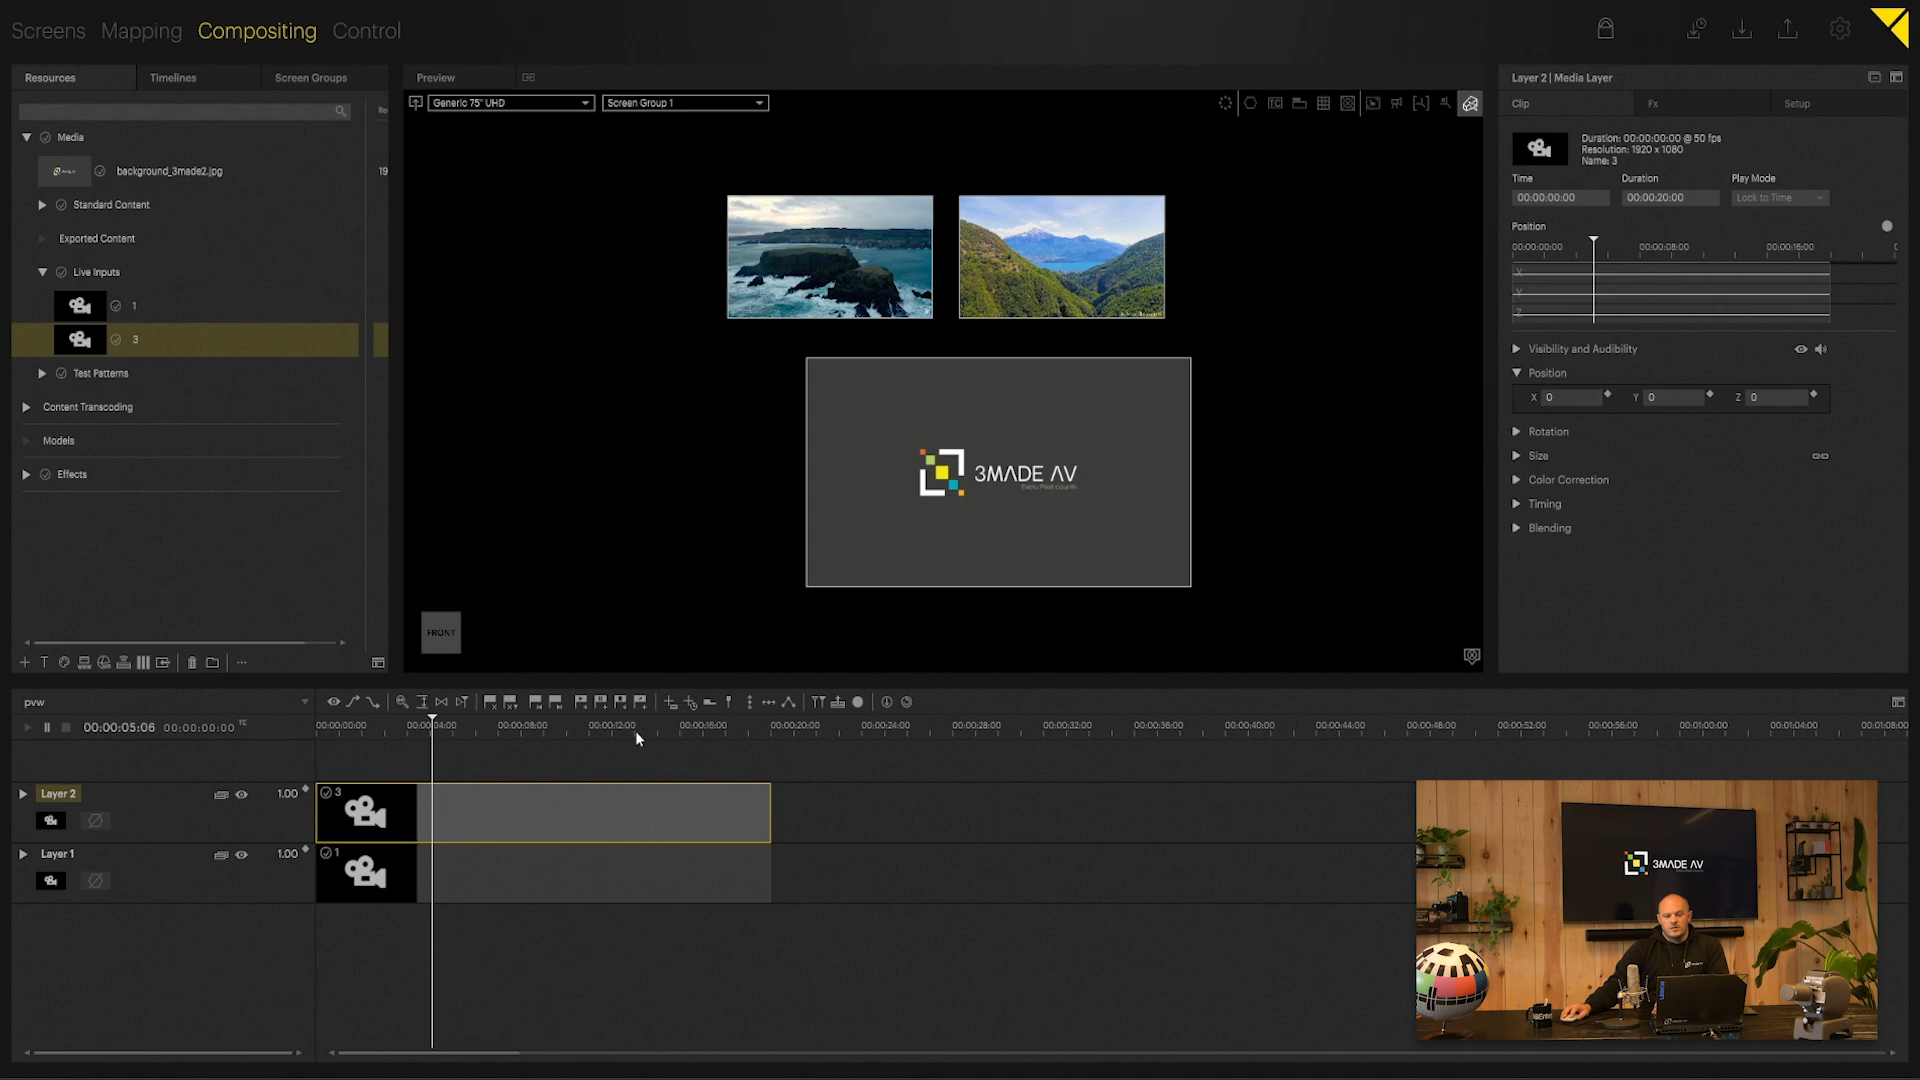 Screens Mapping Compositing Control
Resources Timelines Screen Groups
Media
background_3made2.jpg
19
Standard Content
Exported Content
Live Inputs
1
3
Test Patterns
Content Transcoding
Models
Effects
Preview
Generic 75" UHD Screen Group 1
3MADE AV
Every Pixel counts
FRONT
Layer 2 | Media Layer
Clip Fx Setup
Duration: 00:00:00:00 @ 50 fps
Resolution: 1920 x 1080
Name: 3
Time Duration Play Mode
00:00:00:00 00:00:20:00 Lock to Time
Position
00:00:00:00 00:00:08:00 00:00:16:00
X
Y
Z
Visibility and Audibility
Position
X 0 Y 0 Z 0
Rotation
Size
Color Correction
Timing
Blending
pvw
00:00:05:06 00:00:00:00 TC
00:00:00:00 00:00:04:00 00:00:08:00 00:00:12:00 00:00:16:00 00:00:20:00 00:00:24:00 00:00:28:00 00:00:32:00 00:00:36:00 00:00:40:00 00:00:44:00 00:00:48:00 00:00:52:00 00:00:56:00 00:01:00:00 00:01:04:00 00:01:08:00
Layer 2 1.00 3
Layer 1 1.00 1
3MADE AV